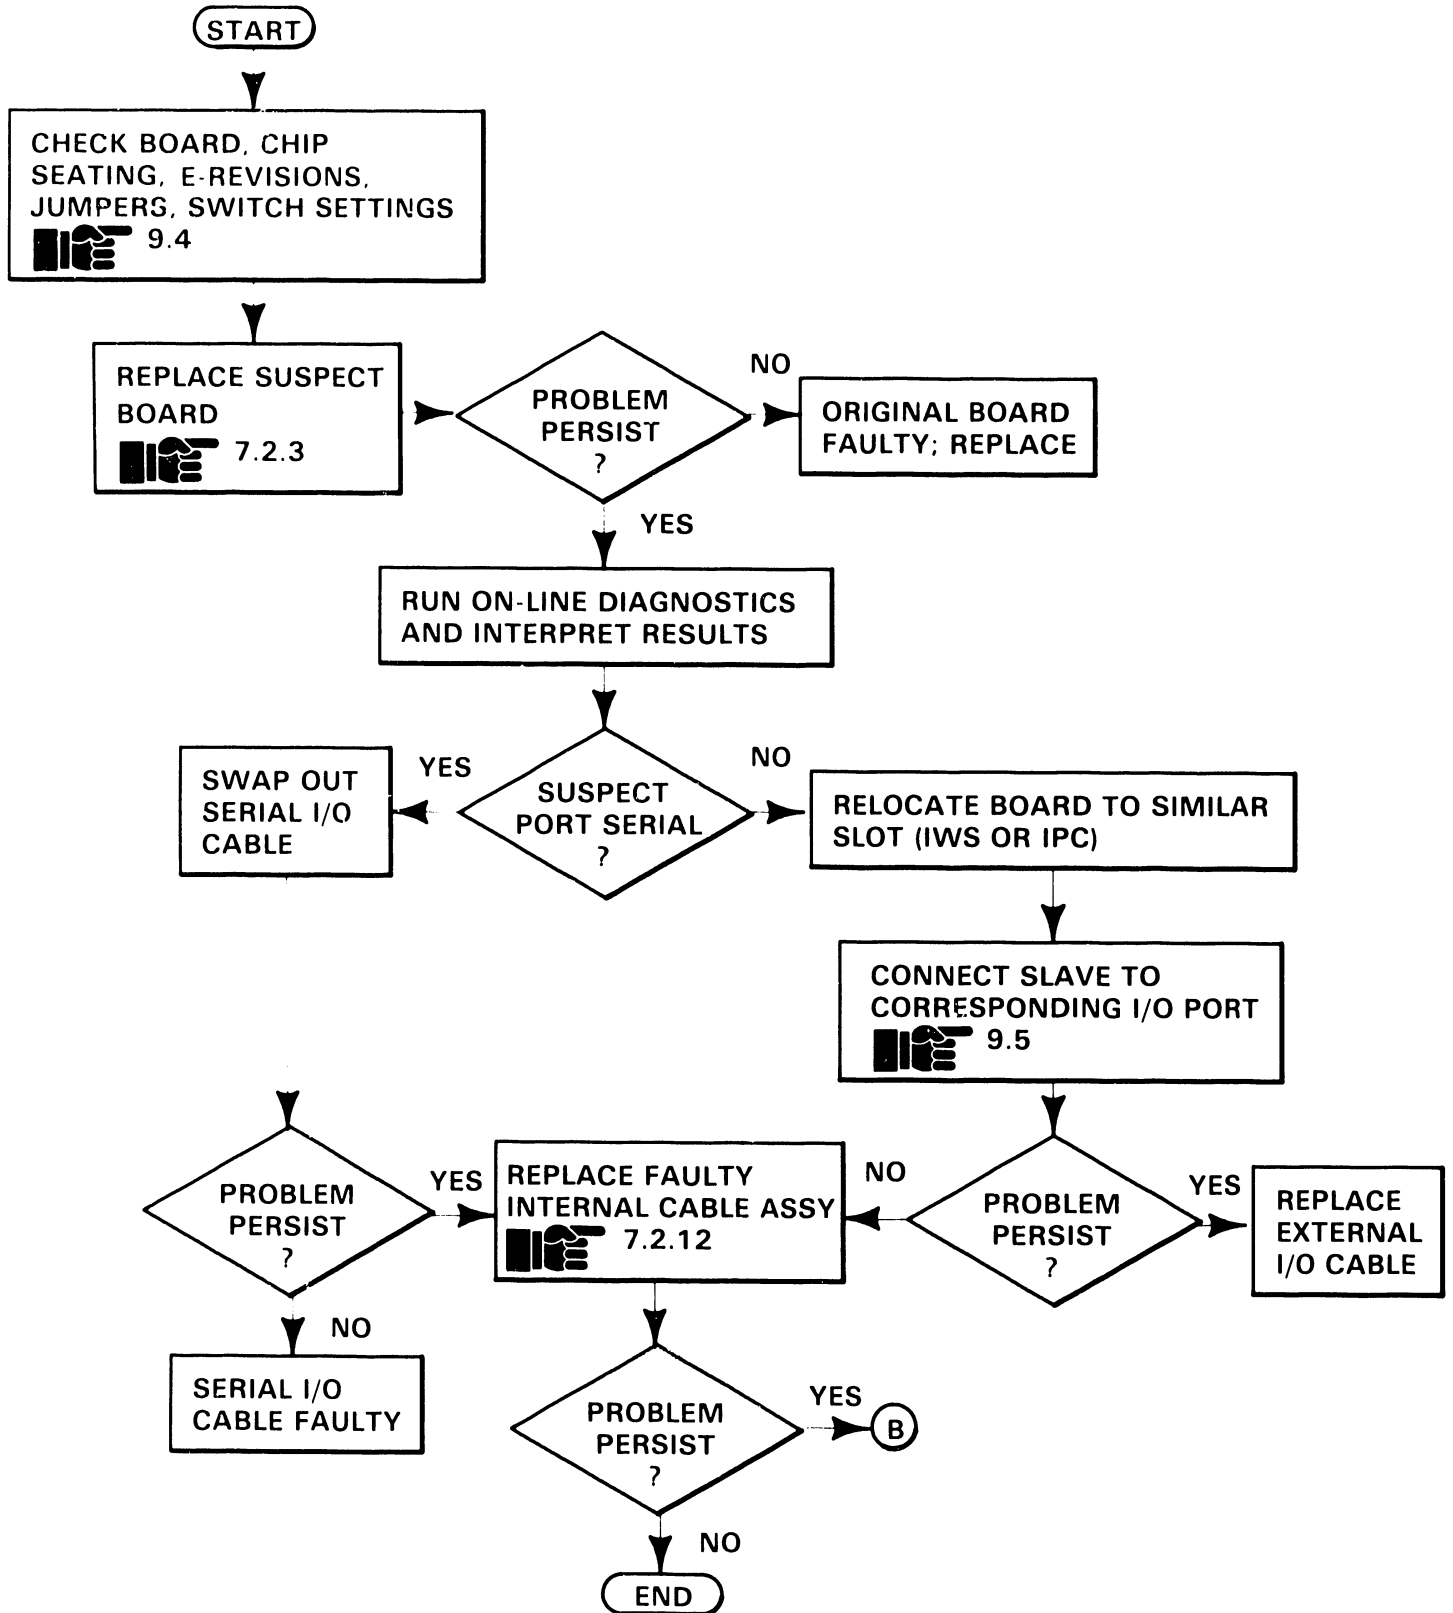 START
CHECK BOARD, CHIP
SEATING, E-REVISIONS,
JUMPERS, SWITCH SETTINGS
9.4
REPLACE SUSPECT
BOARD
7.2.3
PROBLEM
PERSIST
?
NO
ORIGINAL BOARD
FAULTY; REPLACE
YES
RUN ON-LINE DIAGNOSTICS
AND INTERPRET RESULTS
SUSPECT
PORT SERIAL
?
YES
SWAP OUT
SERIAL I/O
CABLE
NO
RELOCATE BOARD TO SIMILAR
SLOT (IWS OR IPC)
CONNECT SLAVE TO
CORRESPONDING I/O PORT
9.5
PROBLEM
PERSIST
?
YES
REPLACE FAULTY
INTERNAL CABLE ASSY
7.2.12
NO
PROBLEM
PERSIST
?
YES
REPLACE
EXTERNAL
I/O CABLE
NO
SERIAL I/O
CABLE FAULTY
PROBLEM
PERSIST
?
YES
B
NO
END